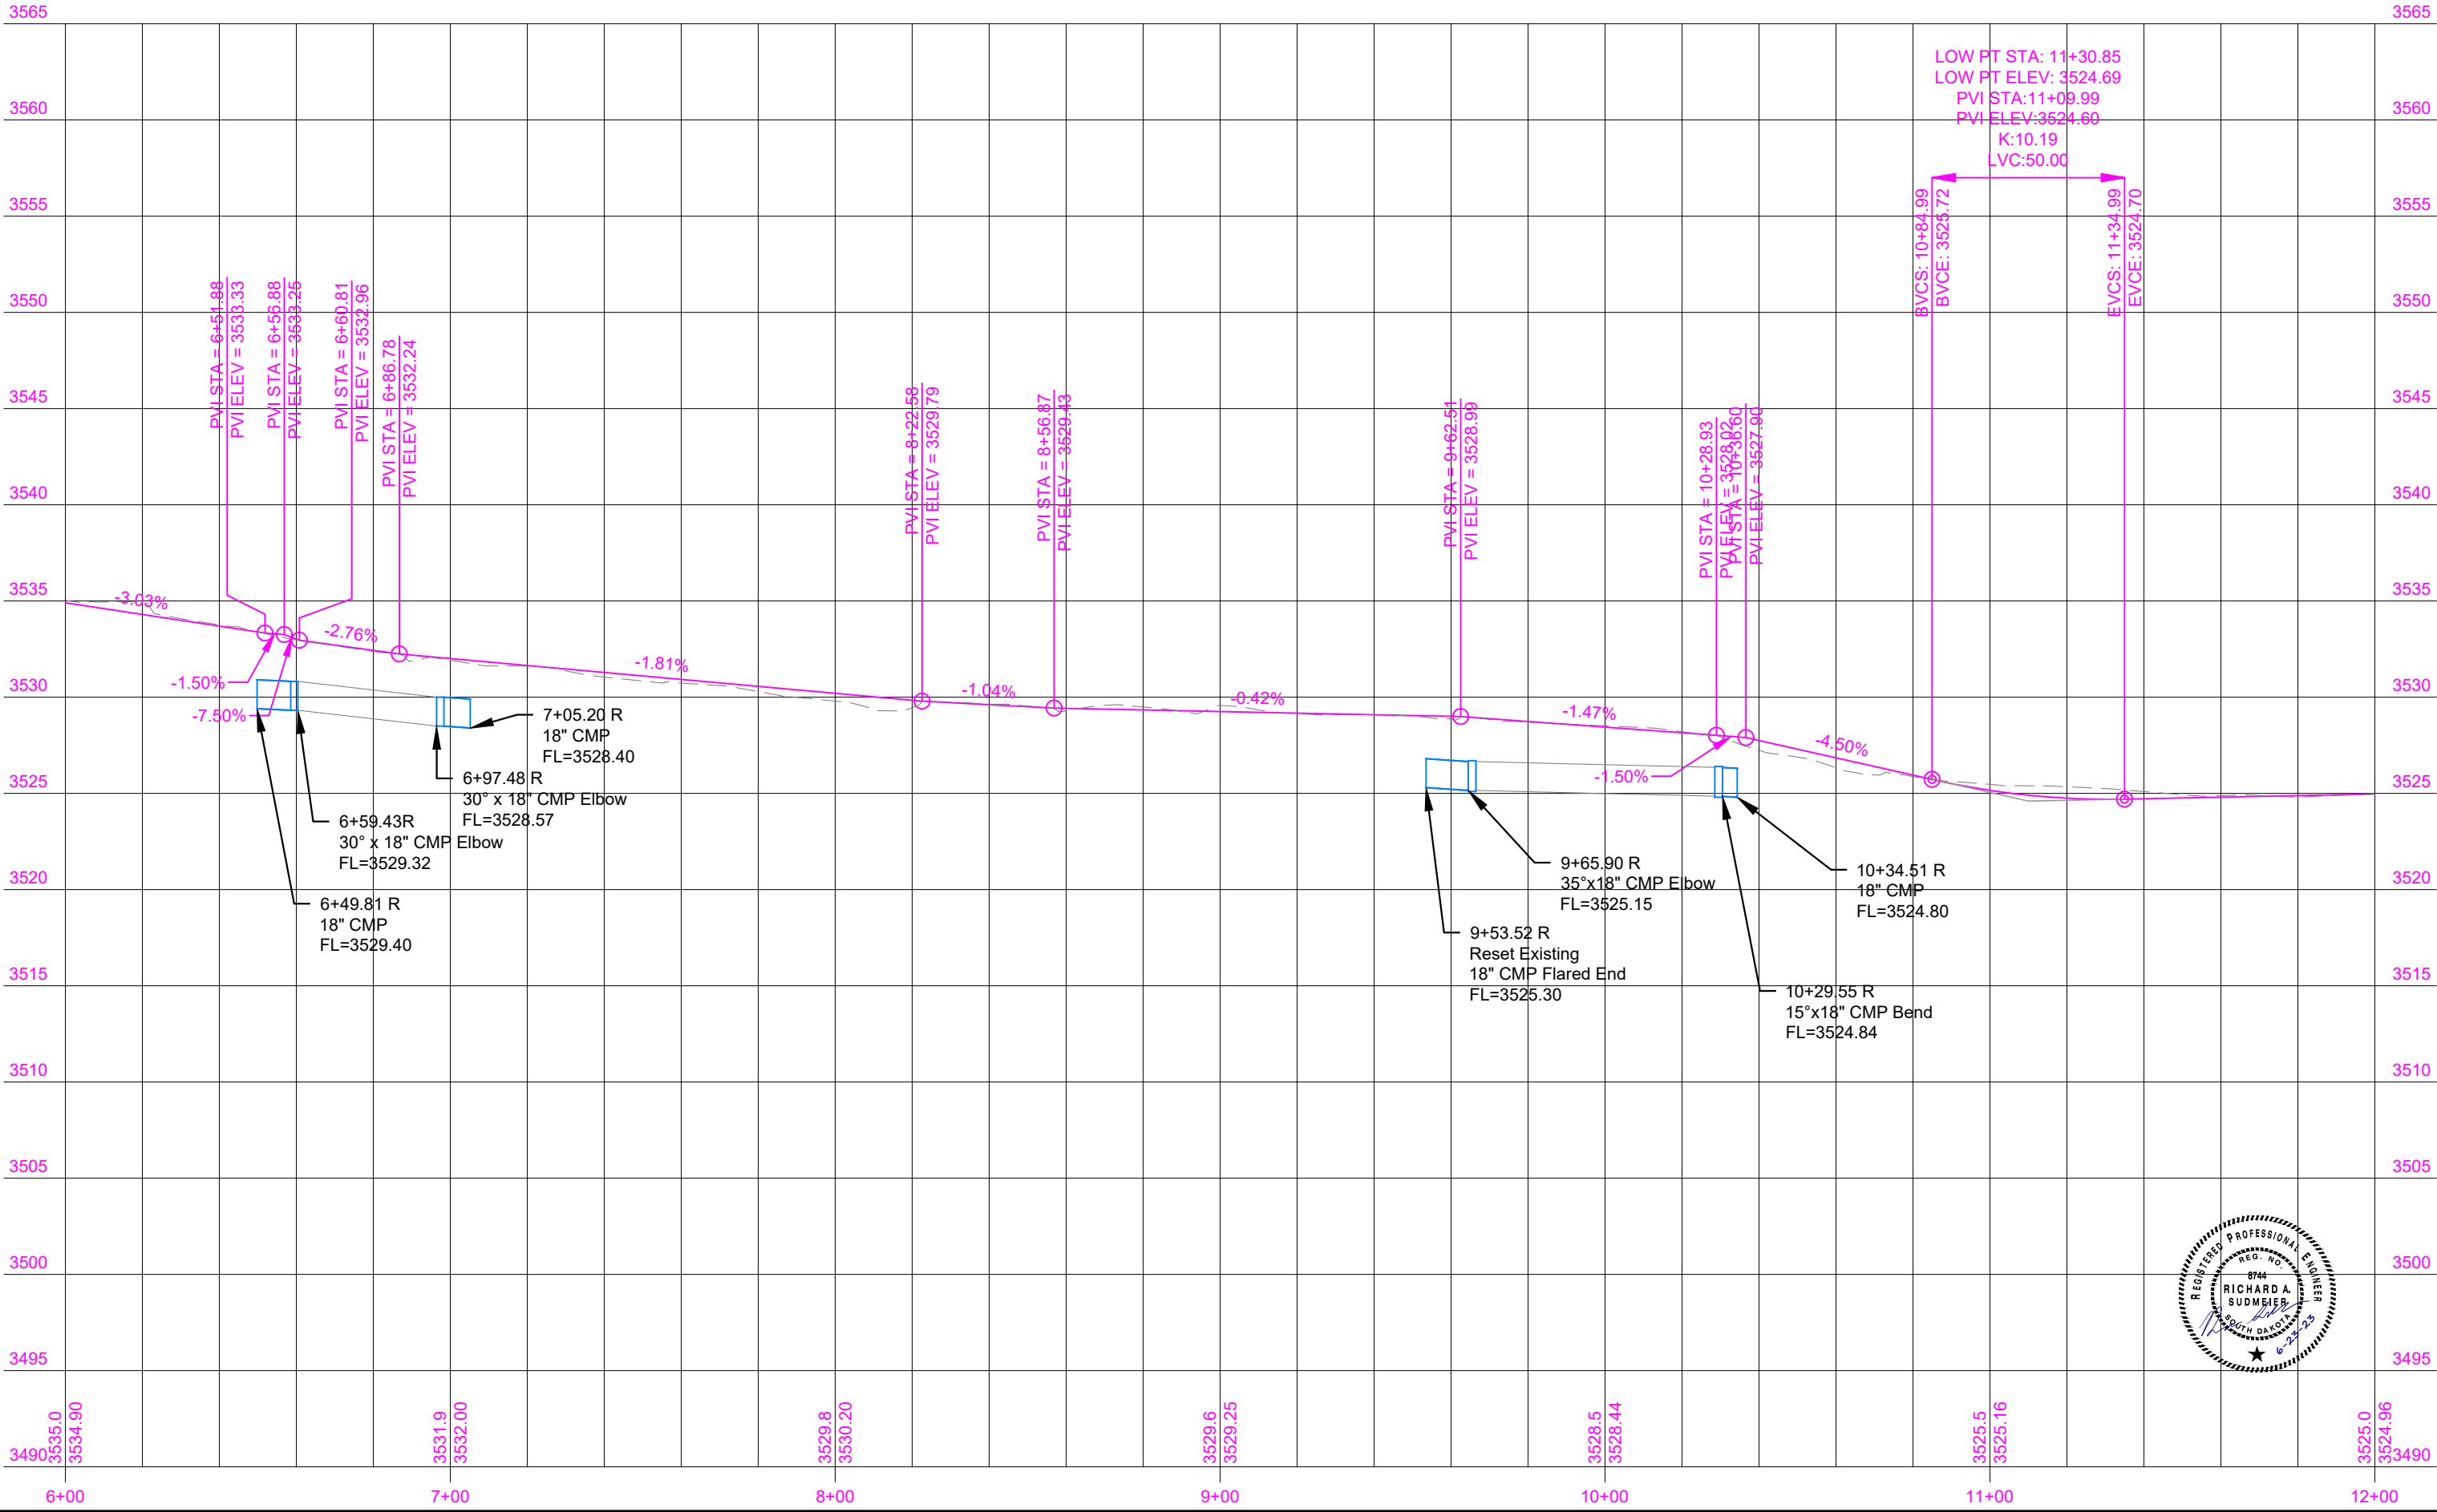 3565
3565
3560
3560
3555
3555
3550
3550
3545
3545
3540
3540
3535
3535
3530
3530
3525
3525
3520
3520
3515
3515
3510
3510
3505
3505
3500
3500
3495
3495
3490
3490
LOW PT STA: 11+30.85
LOW PT ELEV: 3524.69
PVI STA:11+09.99
PVI ELEV:3524.60
K:10.19
LVC:50.00
BVCS: 10+84.99
BVCE: 3525.72
EVCS: 11+34.99
EVCE: 3524.70
PVI STA = 6+51.88
PVI ELEV = 3533.33
PVI STA = 6+56.88
PVI ELEV = 3533.25
PVI STA = 6+60.81
PVI ELEV = 3532.96
PVI STA = 6+86.78
PVI ELEV = 3532.24
PVI STA = 8+22.58
PVI ELEV = 3529.79
PVI STA = 8+56.87
PVI ELEV = 3529.43
PVI STA = 9+62.51
PVI ELEV = 3528.99
PVI STA = 10+28.93
PVI ELEV = 3528.02
PVI STA = 10+36.60
PVI ELEV = 3527.90
-3.03%
-1.50%
-7.50%
-2.76%
-1.81%
-1.04%
-0.42%
-1.47%
-1.50%
-4.50%
7+05.20 R
18" CMP
FL=3528.40
6+97.48 R
30° x 18" CMP Elbow
FL=3528.57
6+59.43R
30° x 18" CMP Elbow
FL=3529.32
6+49.81 R
18" CMP
FL=3529.40
9+65.90 R
35°x18" CMP Elbow
FL=3525.15
9+53.52 R
Reset Existing
18" CMP Flared End
FL=3525.30
10+34.51 R
18" CMP
FL=3524.80
10+29.55 R
15°x18" CMP Bend
FL=3524.84
REGISTERED PROFESSIONAL ENGINEER
REG. NO.
8744
RICHARD A.
SUDMEIER
SOUTH DAKOTA
6-23-23
3535.0
3534.90
3531.9
3532.00
3529.8
3530.20
3529.6
3529.25
3528.5
3528.44
3525.5
3525.16
3525.0
3524.96
6+00
7+00
8+00
9+00
10+00
11+00
12+00